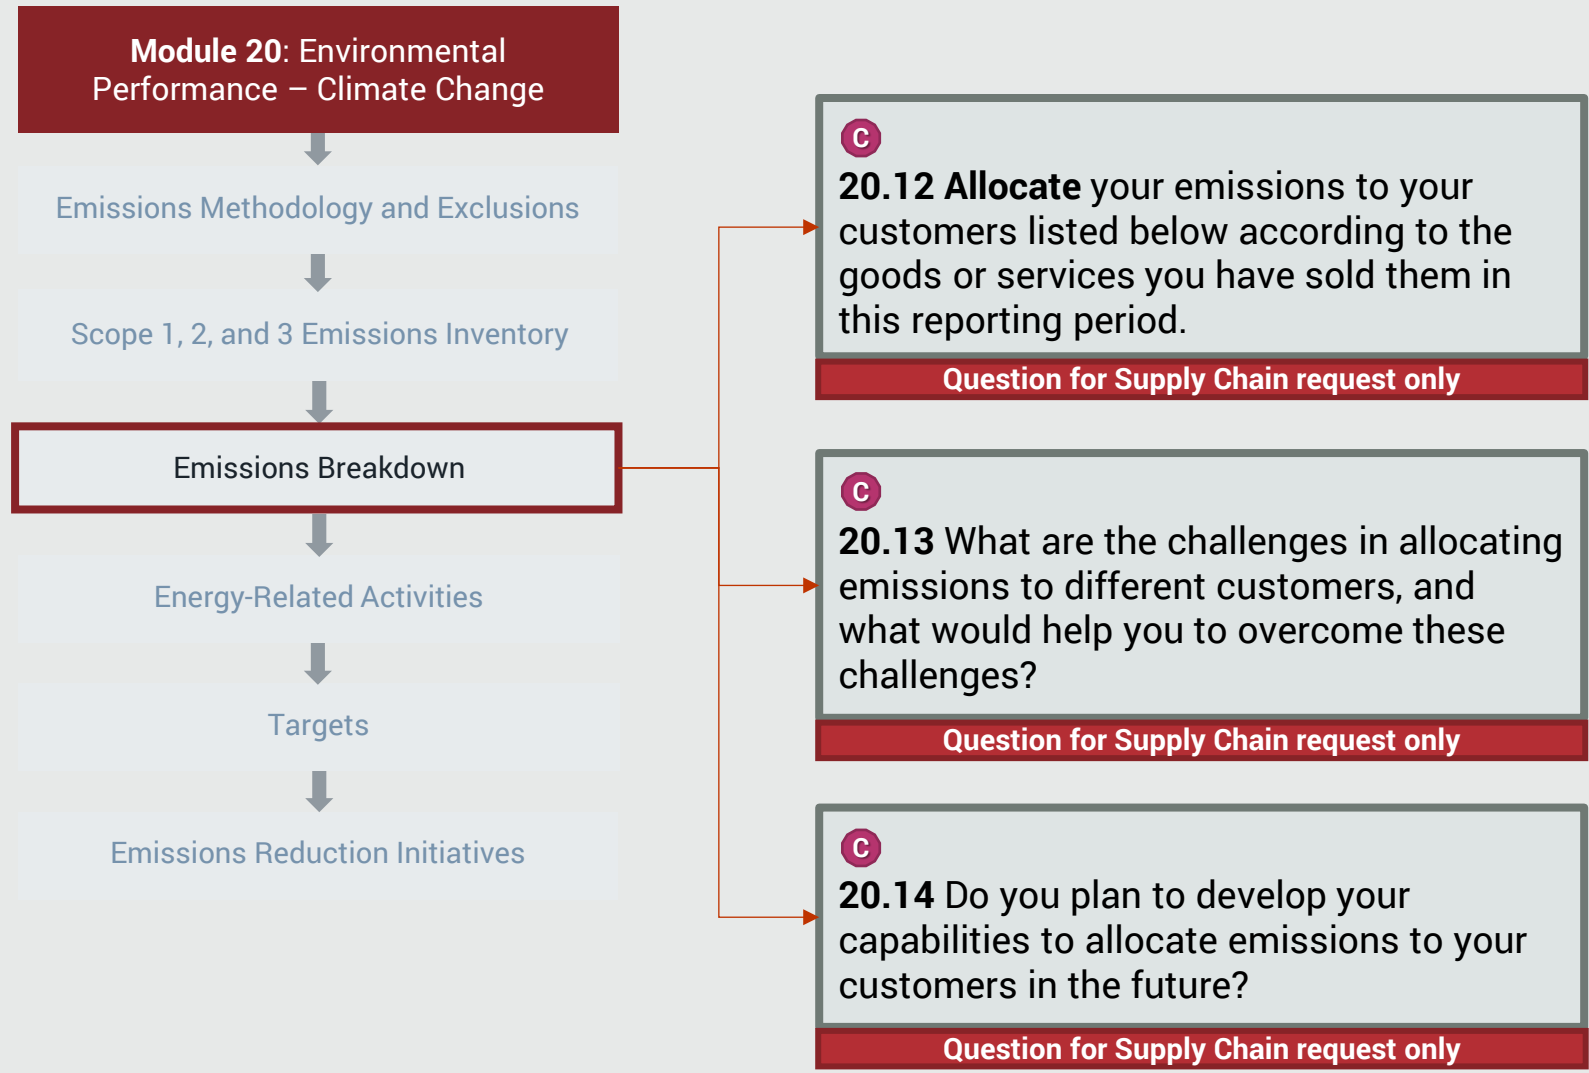 Module 20: Environmental
Performance – Climate Change
Emissions Methodology and Exclusions
Scope 1, 2, and 3 Emissions Inventory
Emissions Breakdown
Energy-Related Activities
Targets
Emissions Reduction Initiatives
C
20.12 Allocate your emissions to your
customers listed below according to the
goods or services you have sold them in
this reporting period.
Question for Supply Chain request only
C
20.13 What are the challenges in allocating
emissions to different customers, and
what would help you to overcome these
challenges?
Question for Supply Chain request only
C
20.14 Do you plan to develop your
capabilities to allocate emissions to your
customers in the future?
Question for Supply Chain request only